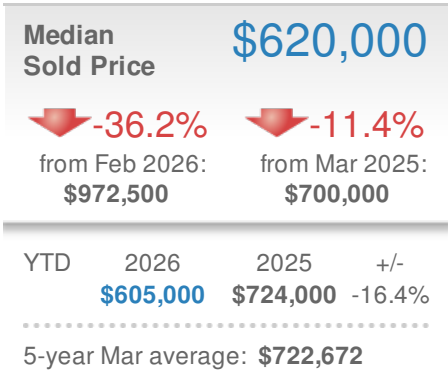 Median
Sold Price
$620,000
-36.2%
from Feb 2026:
$972,500
-11.4%
from Mar 2025:
$700,000
YTD 2026 2025 +/-
$605,000 $724,000 -16.4%
5-year Mar average: $722,672